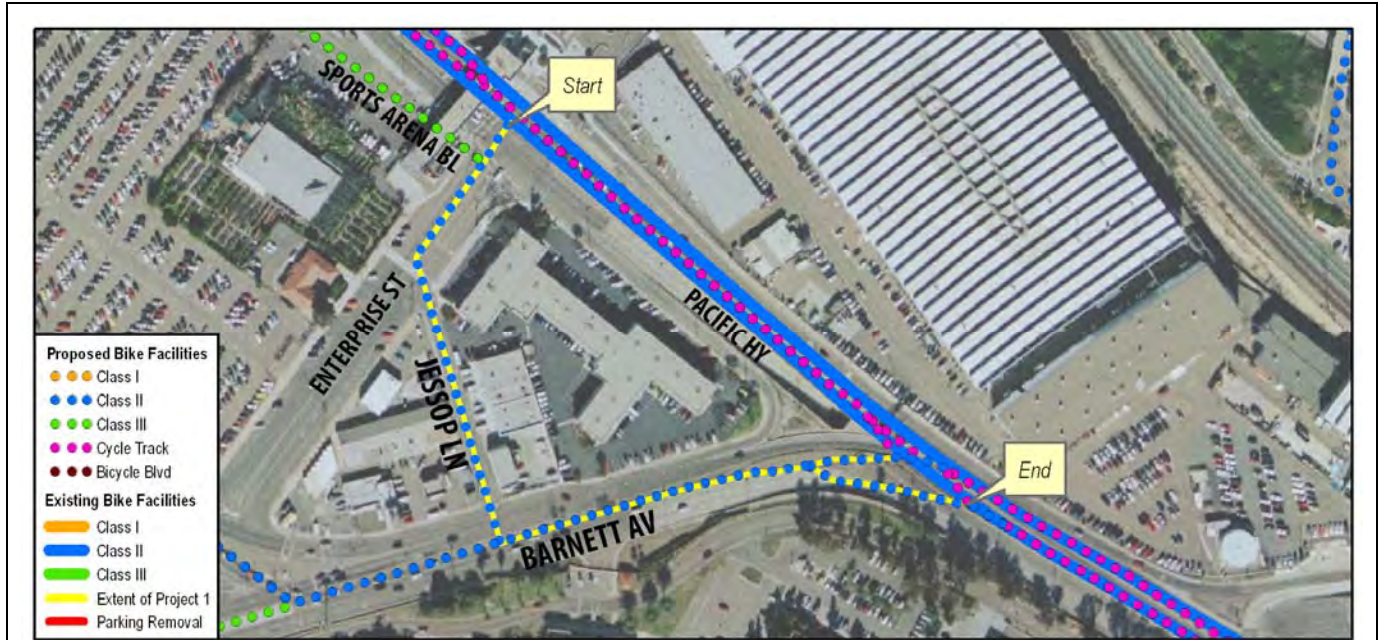 Start
SPORTS ARENA BL
ENTERPRISE ST
JESSOP LN
PACIFIC HY
BARNETT AV
End
Proposed Bike Facilities
Class I
Class II
Class III
Cycle Track
Bicycle Blvd
Existing Bike Facilities
Class I
Class II
Class III
Extent of Project 1
Parking Removal